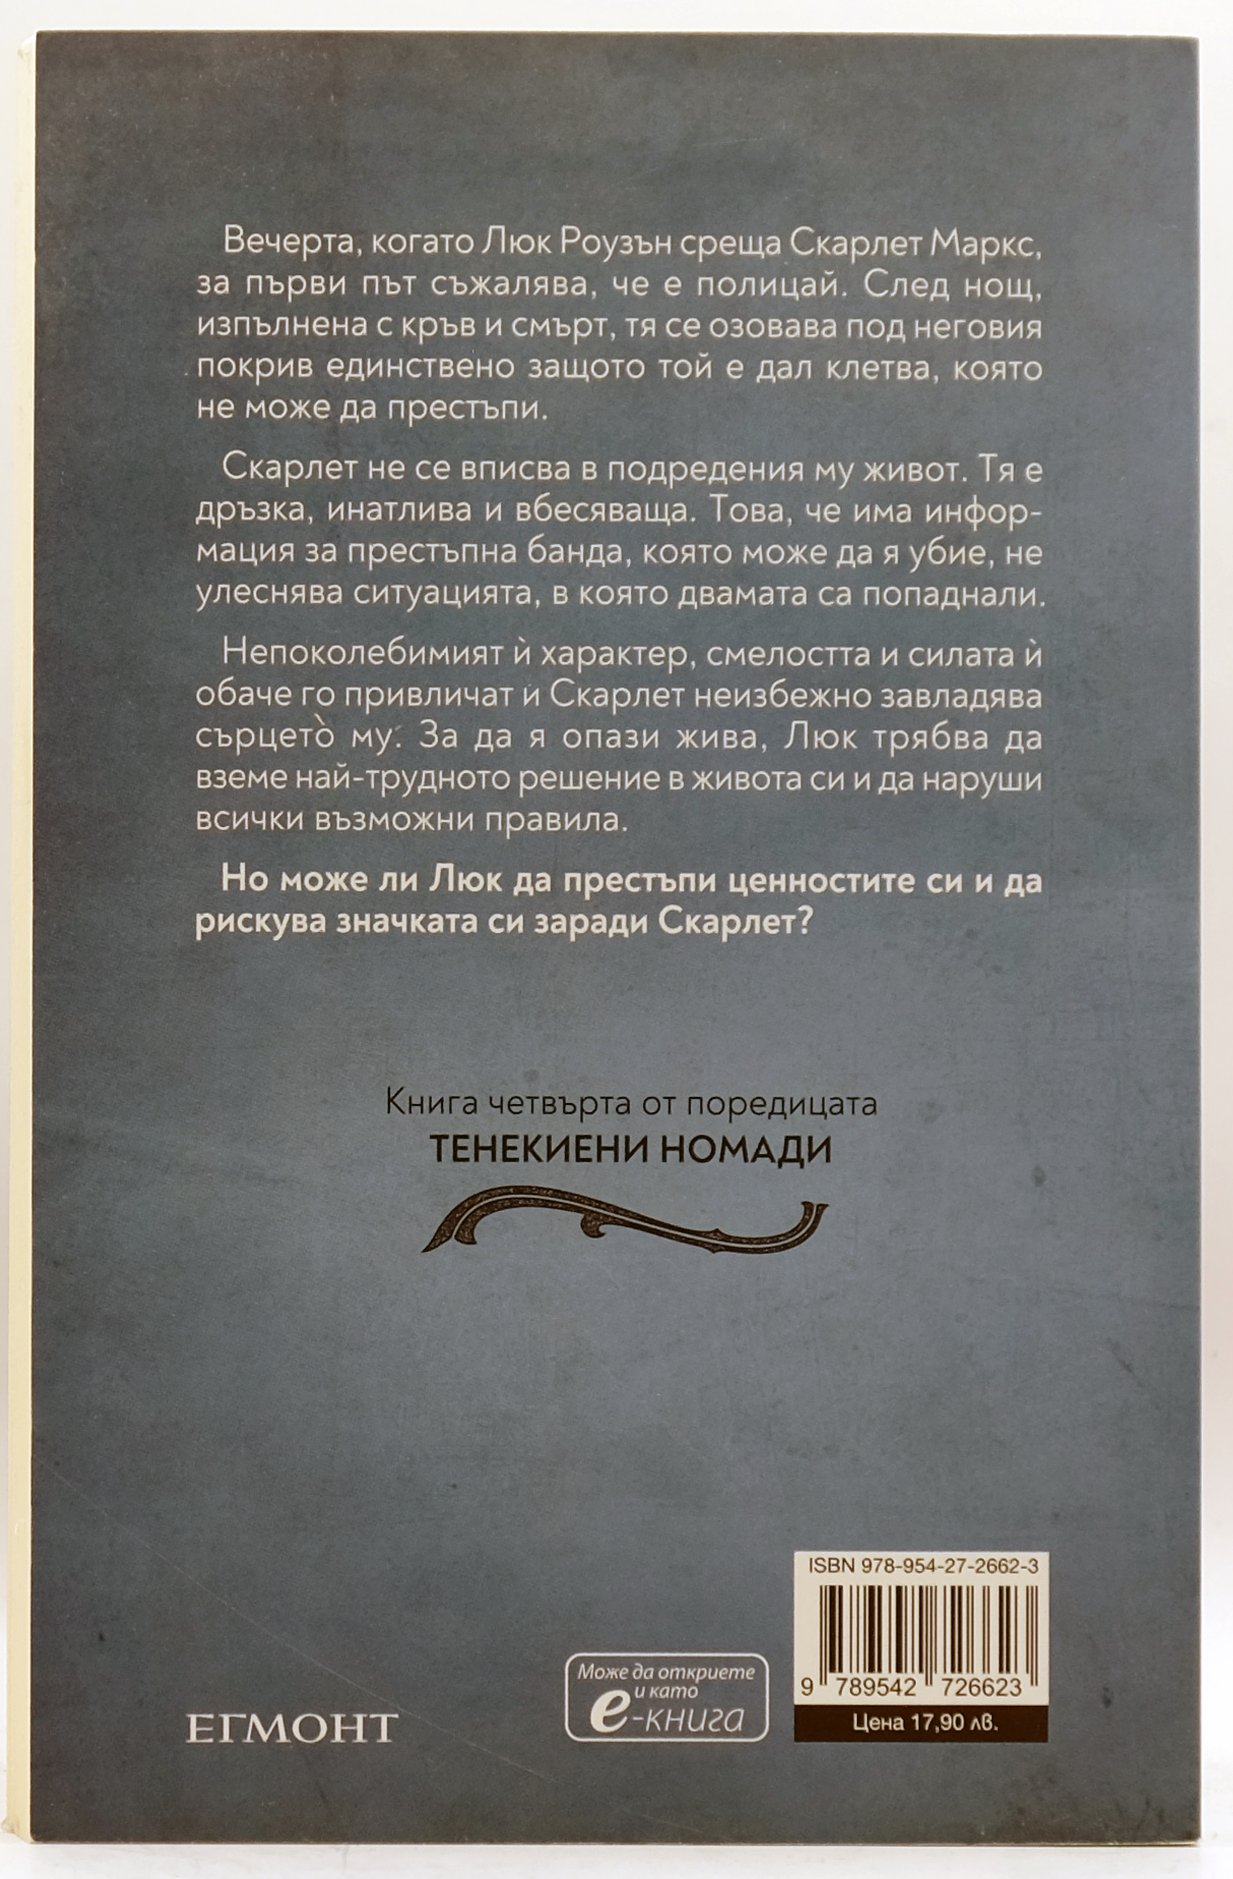 Вечерта, когато Люк Роузън среща Скарлет Маркс,
за първи път съжалява, че е полицай. След нощ,
изпълнена с кръв и смърт, тя се озовава под неговия
покрив единствено защото той е дал клетва, която
не може да престъпи.
Скарлет не се вписва в подредения му живот. Тя е
дръзка, инатлива и вбесяваща. Това, че има инфор-
мация за престъпна банда, която може да я убие, не
улеснява ситуацията, в която двамата са попаднали.
Непоколебимият ѝ характер, смелостта и силата ѝ
обаче го привличат и Скарлет неизбежно завладява
сърцето му. За да я опази жива, Люк трябва да
вземе най-трудното решение в живота си и да наруши
всички възможни правила.
Но може ли Люк да престъпи ценностите си и да
рискува значката си заради Скарлет?
Книга четвърта от поредицата
ТЕНЕКИЕНИ НОМАДИ
ISBN 978-954-27-2662-3
9 789542 726623
Цена 17,90 лв.
Може да откриете
и като
е-книга
ЕГМОНТ